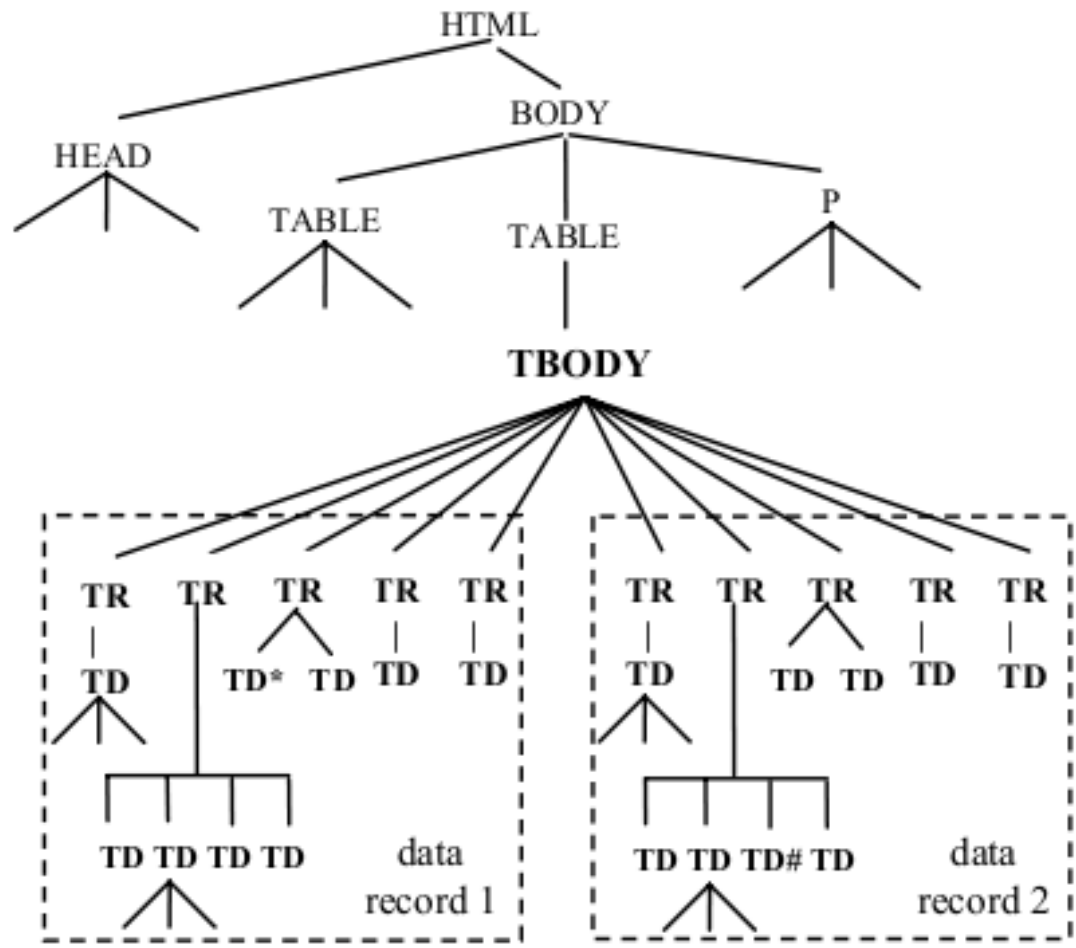 HTML
BODY
HEAD
P
TABLE
TABLE
TBODY
TR TR TR TR TR
TD TD* TD TD TD
TD TD TD TD
data
record 1
TR TR TR TR TR
TD TD TD TD TD
TD TD TD# TD
data
record 2